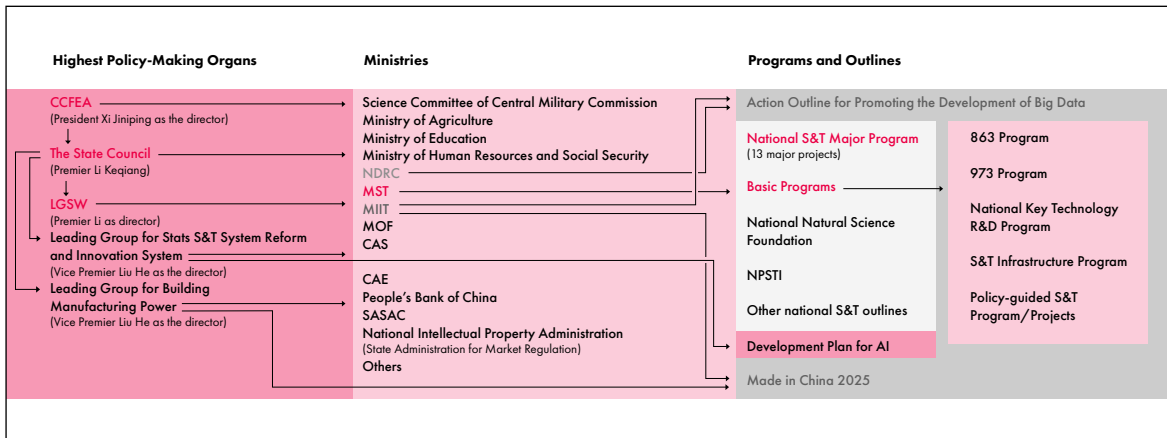 Highest Policy-Making Organs
CCFEA
(President Xi Jiniping as the director)
The State Council
(Premier Li Keqiang)
LGSW
(Premier Li as director)
Leading Group for Stats S&T System Reform
and Innovation System
(Vice Premier Liu He as the director)
Leading Group for Building
Manufacturing Power
(Vice Premier Liu He as the director)
Ministries
Science Committee of Central Military Commission
Ministry of Agriculture
Ministry of Education
Ministry of Human Resources and Social Security
NDRC
MST
MIIT
MOF
CAS
CAE
People's Bank of China
SASAC
National Intellectual Property Administration
(State Administration for Market Regulation)
Others
Programs and Outlines
Action Outline for Promoting the Development of Big Data
National S&T Major Program
(13 major projects)
Basic Programs
National Natural Science
Foundation
NPSTI
Other national S&T outlines
Development Plan for AI
Made in China 2025
863 Program
973 Program
National Key Technology
R&D Program
S&T Infrastructure Program
Policy-guided S&T
Program/Projects